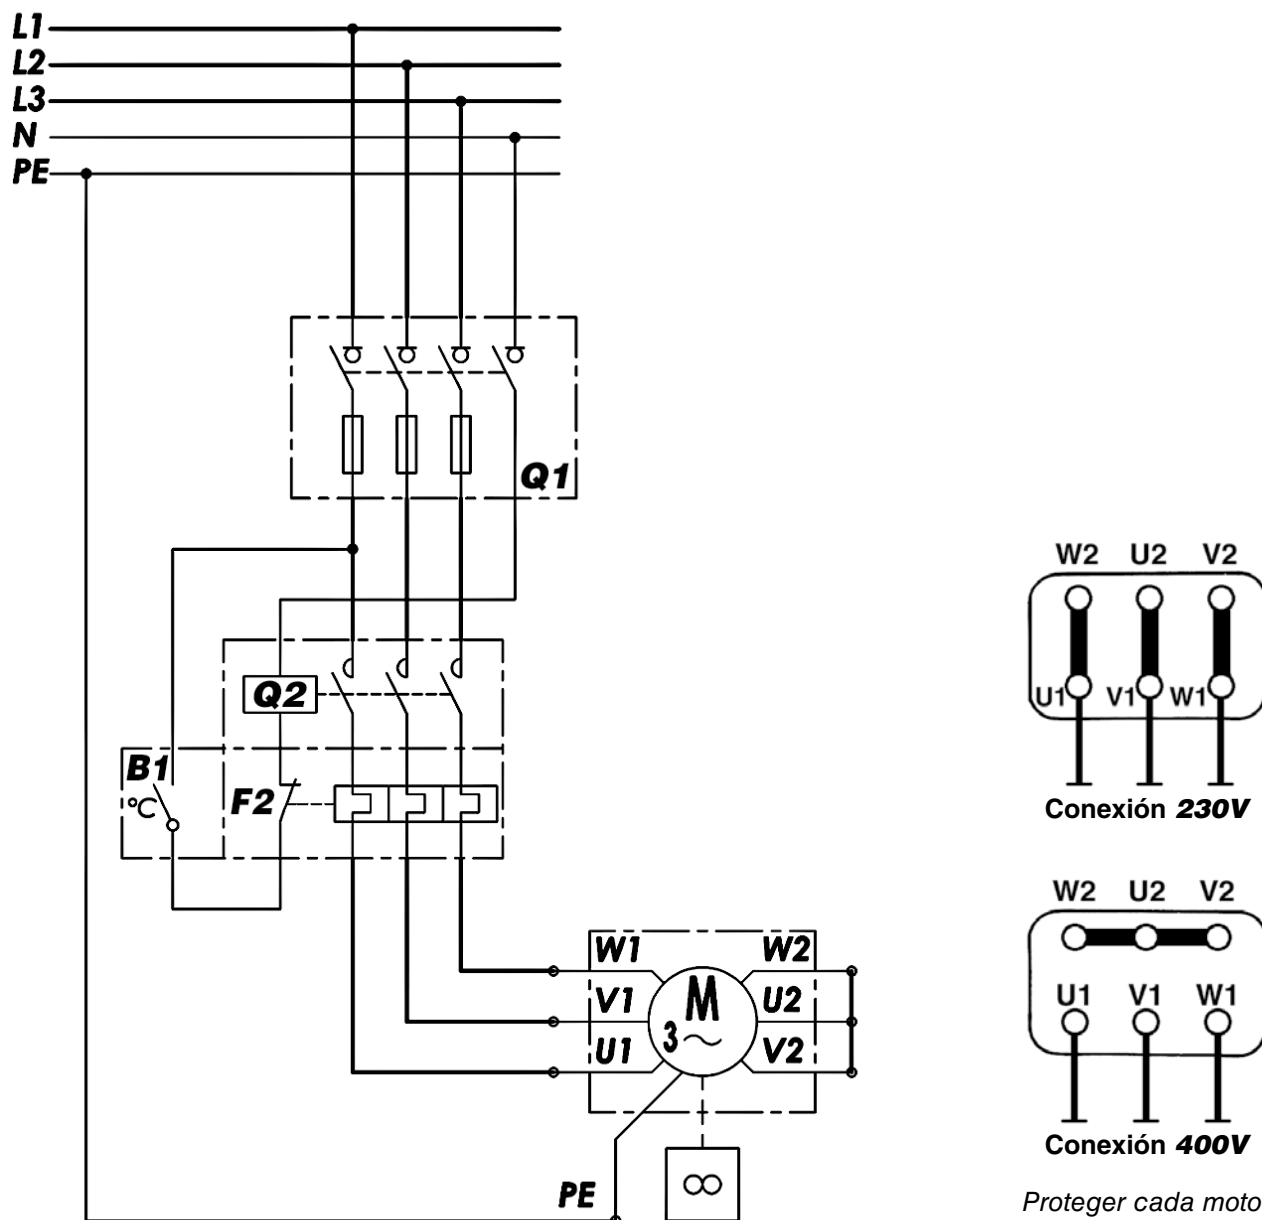 L1
L2
L3
N
PE
Q1
Q2
B1
°C
F2
W1
W2
V1
M
U2
3~
U1
V2
PE
W2 U2 V2
U1 V1 W1
Conexión 230V
W2 U2 V2
U1 V1 W1
Conexión 400V
Proteger cada moto